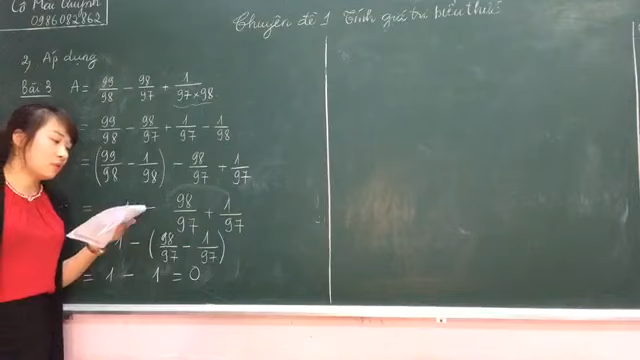 Cô Mai Quỳnh
0986082862
Chuyên đề 1 Tính giá trị biểu thức
2, Áp dụng
Bài 3 A = 99/98 - 98/97 + 1/(97×98)
= 99/98 - 98/97 + 1/97 - 1/98
= (99/98 - 1/98) - 98/97 + 1/97
= - 98/97 + 1/97
1 - (98/97 - 1/97)
= 1 - 1 = 0